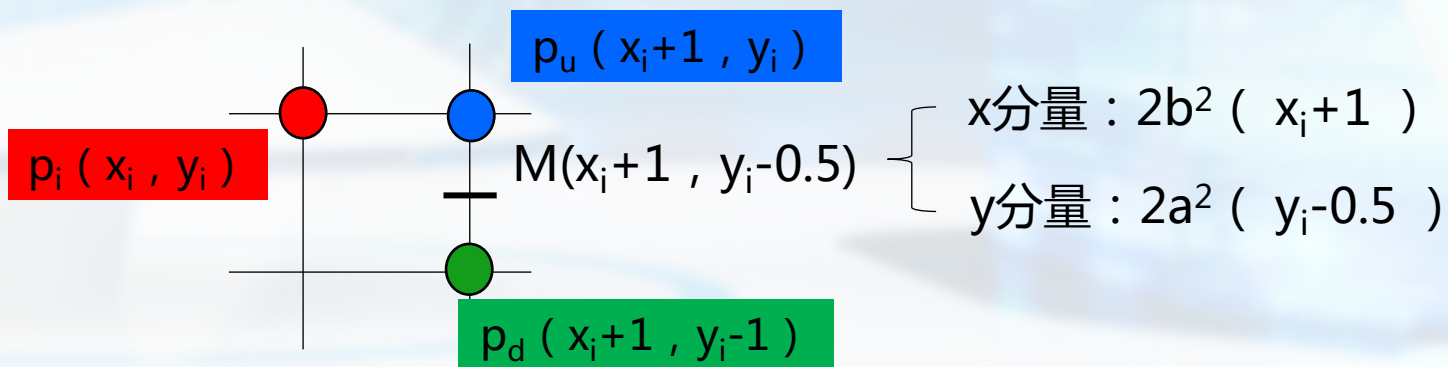 pᵤ ( xᵢ+1 , yᵢ )
x分量：2b² ( xᵢ+1 )
pᵢ ( xᵢ , yᵢ )
M(xᵢ+1 , yᵢ-0.5)
y分量：2a² ( yᵢ-0.5 )
p_d ( xᵢ+1 , yᵢ-1 )